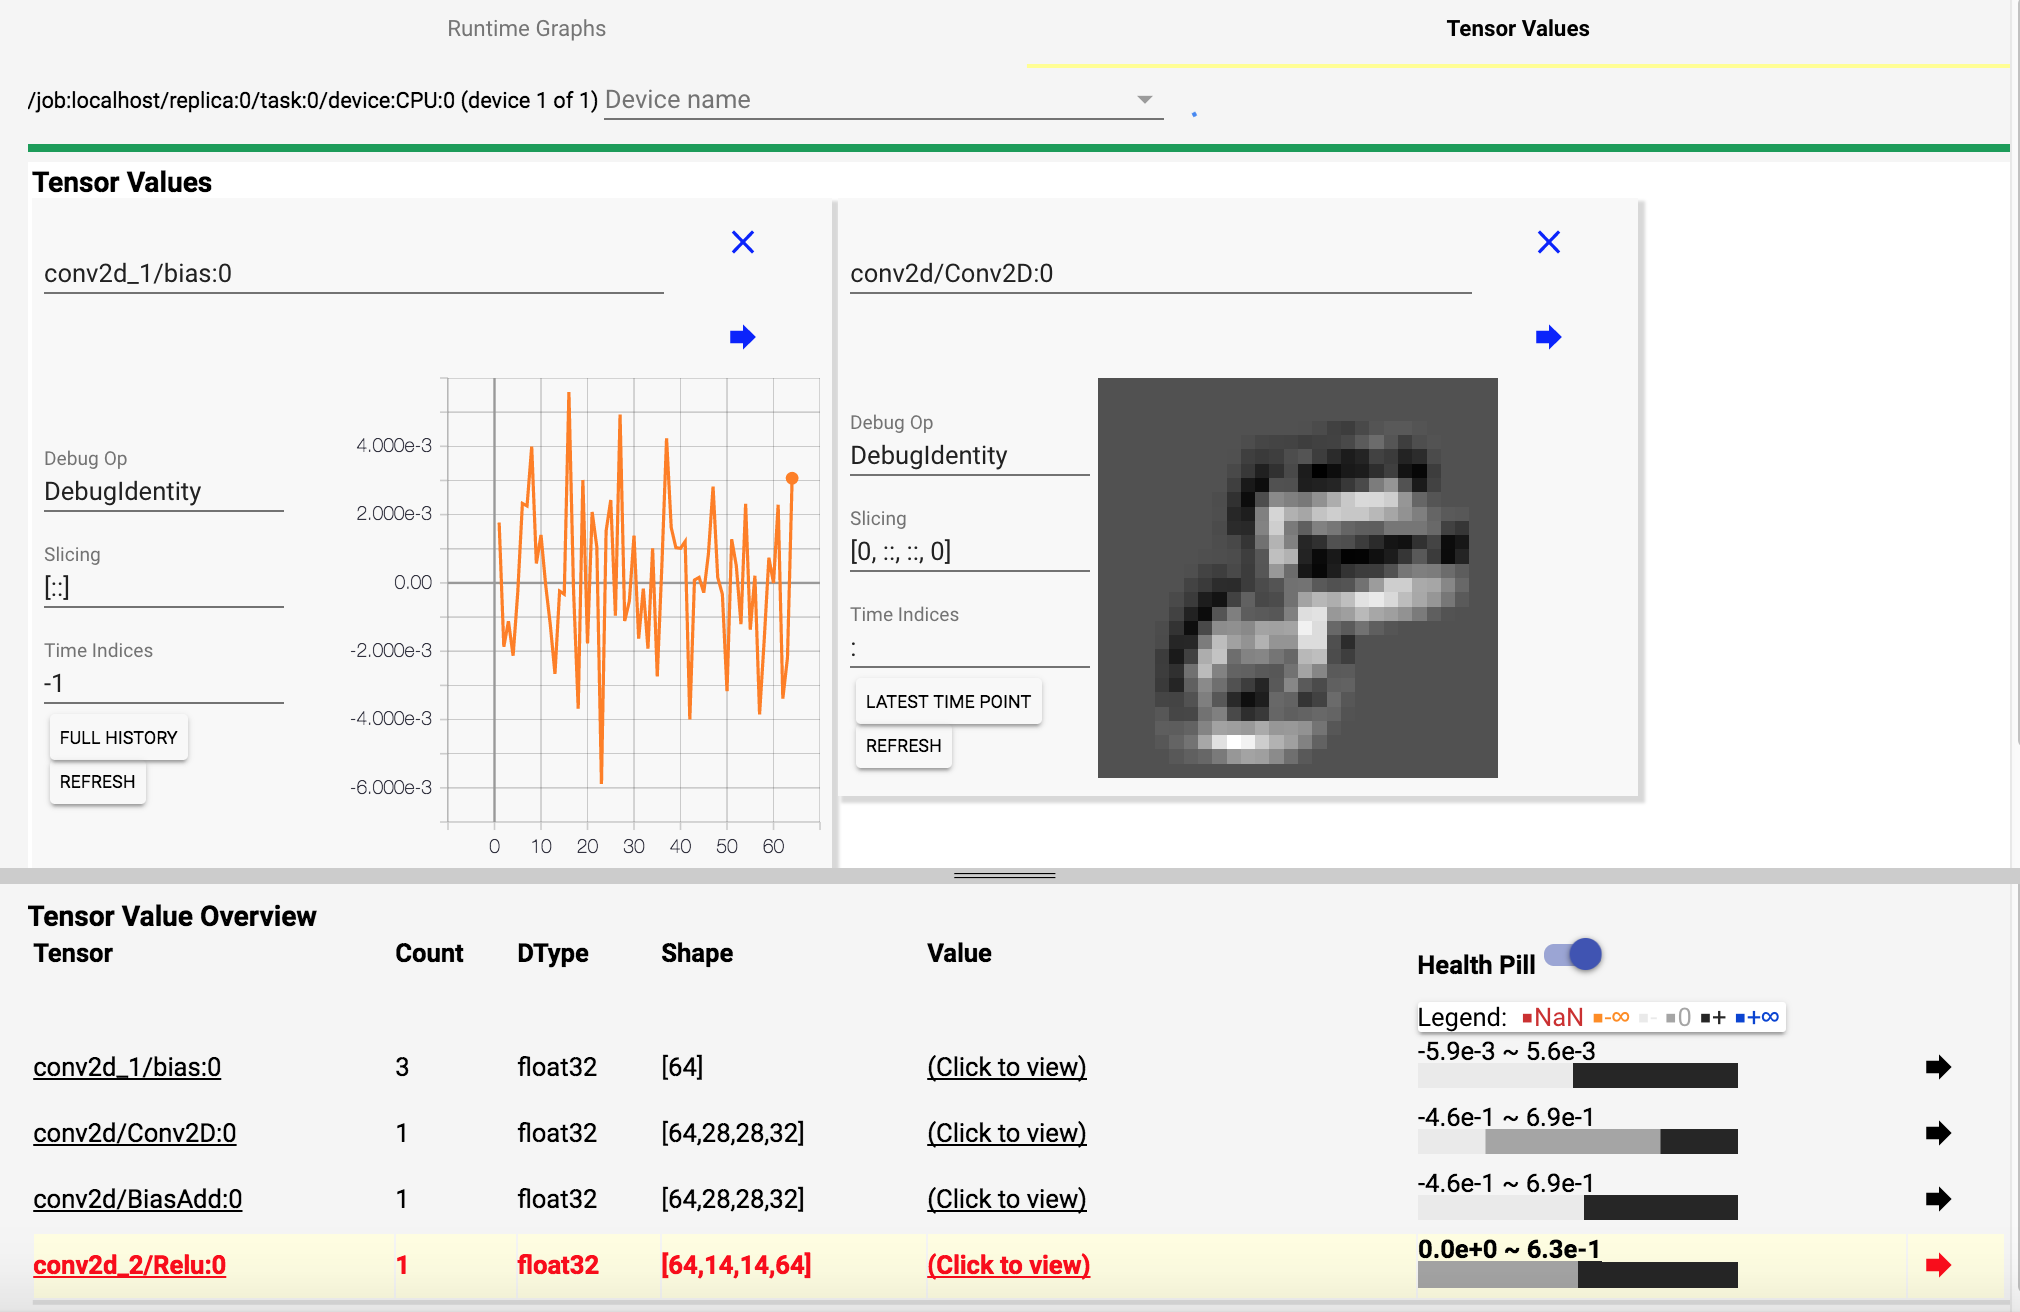 Runtime Graphs
Tensor Values
/job:localhost/replica:0/task:0/device:CPU:0 (device 1 of 1) Device name
Tensor Values
conv2d_1/bias:0
Debug Op
DebugIdentity
Slicing
[::]
Time Indices
-1
FULL HISTORY
REFRESH
4.000e-3
2.000e-3
0.00
-2.000e-3
-4.000e-3
-6.000e-3
0 10 20 30 40 50 60
conv2d/Conv2D:0
Debug Op
DebugIdentity
Slicing
[0, ::, ::, 0]
Time Indices
:
LATEST TIME POINT
REFRESH
Tensor Value Overview
Tensor Count DType Shape Value Health Pill
Legend: NaN -∞ - 0 + +∞
conv2d_1/bias:0 3 float32 [64] (Click to view) -5.9e-3 ~ 5.6e-3
conv2d/Conv2D:0 1 float32 [64,28,28,32] (Click to view) -4.6e-1 ~ 6.9e-1
conv2d/BiasAdd:0 1 float32 [64,28,28,32] (Click to view) -4.6e-1 ~ 6.9e-1
conv2d_2/Relu:0 1 float32 [64,14,14,64] (Click to view) 0.0e+0 ~ 6.3e-1